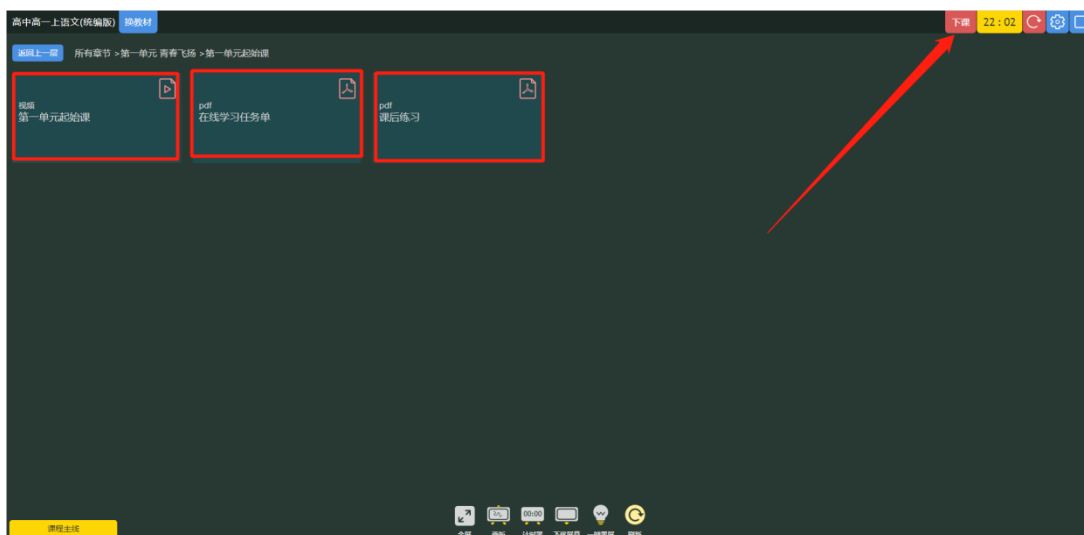 高中高一上语文(统编版) 换教材 下课 22:02
返回上一层 所有章节 >第一单元 青春飞扬 >第一单元起始课
视频
第一单元起始课
pdf
在线学习任务单
pdf
课后练习
00:00
课程主线